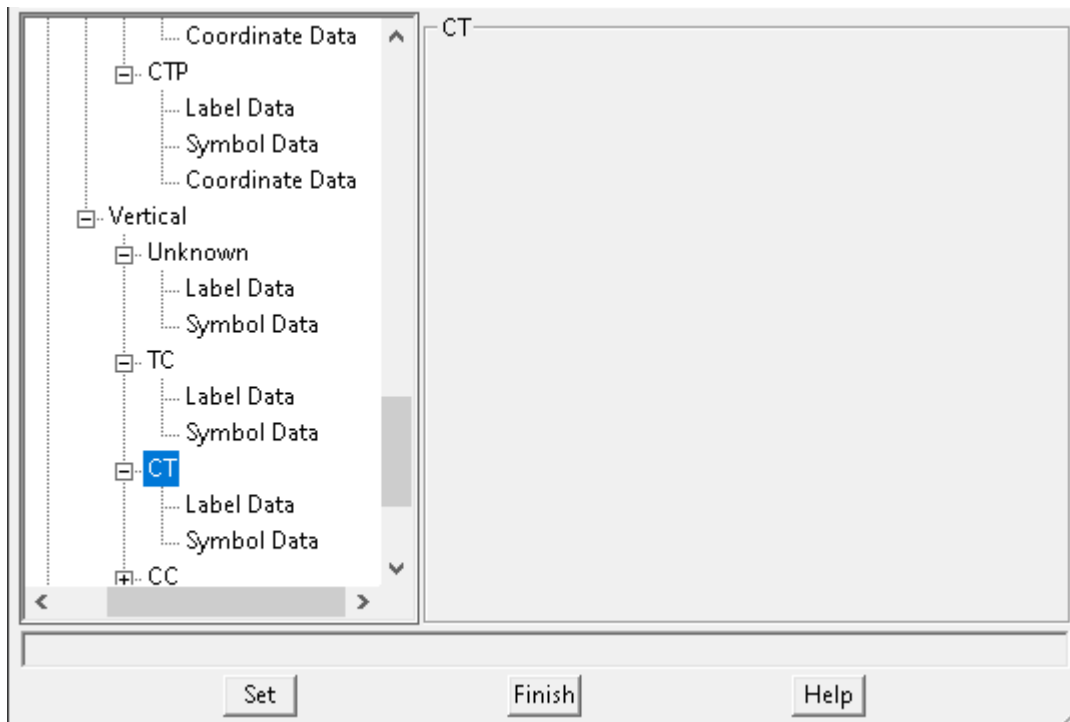 Coordinate Data
CTP
Label Data
Symbol Data
Coordinate Data
Vertical
Unknown
Label Data
Symbol Data
TC
Label Data
Symbol Data
CT
Label Data
Symbol Data
CC
CT
Set
Finish
Help